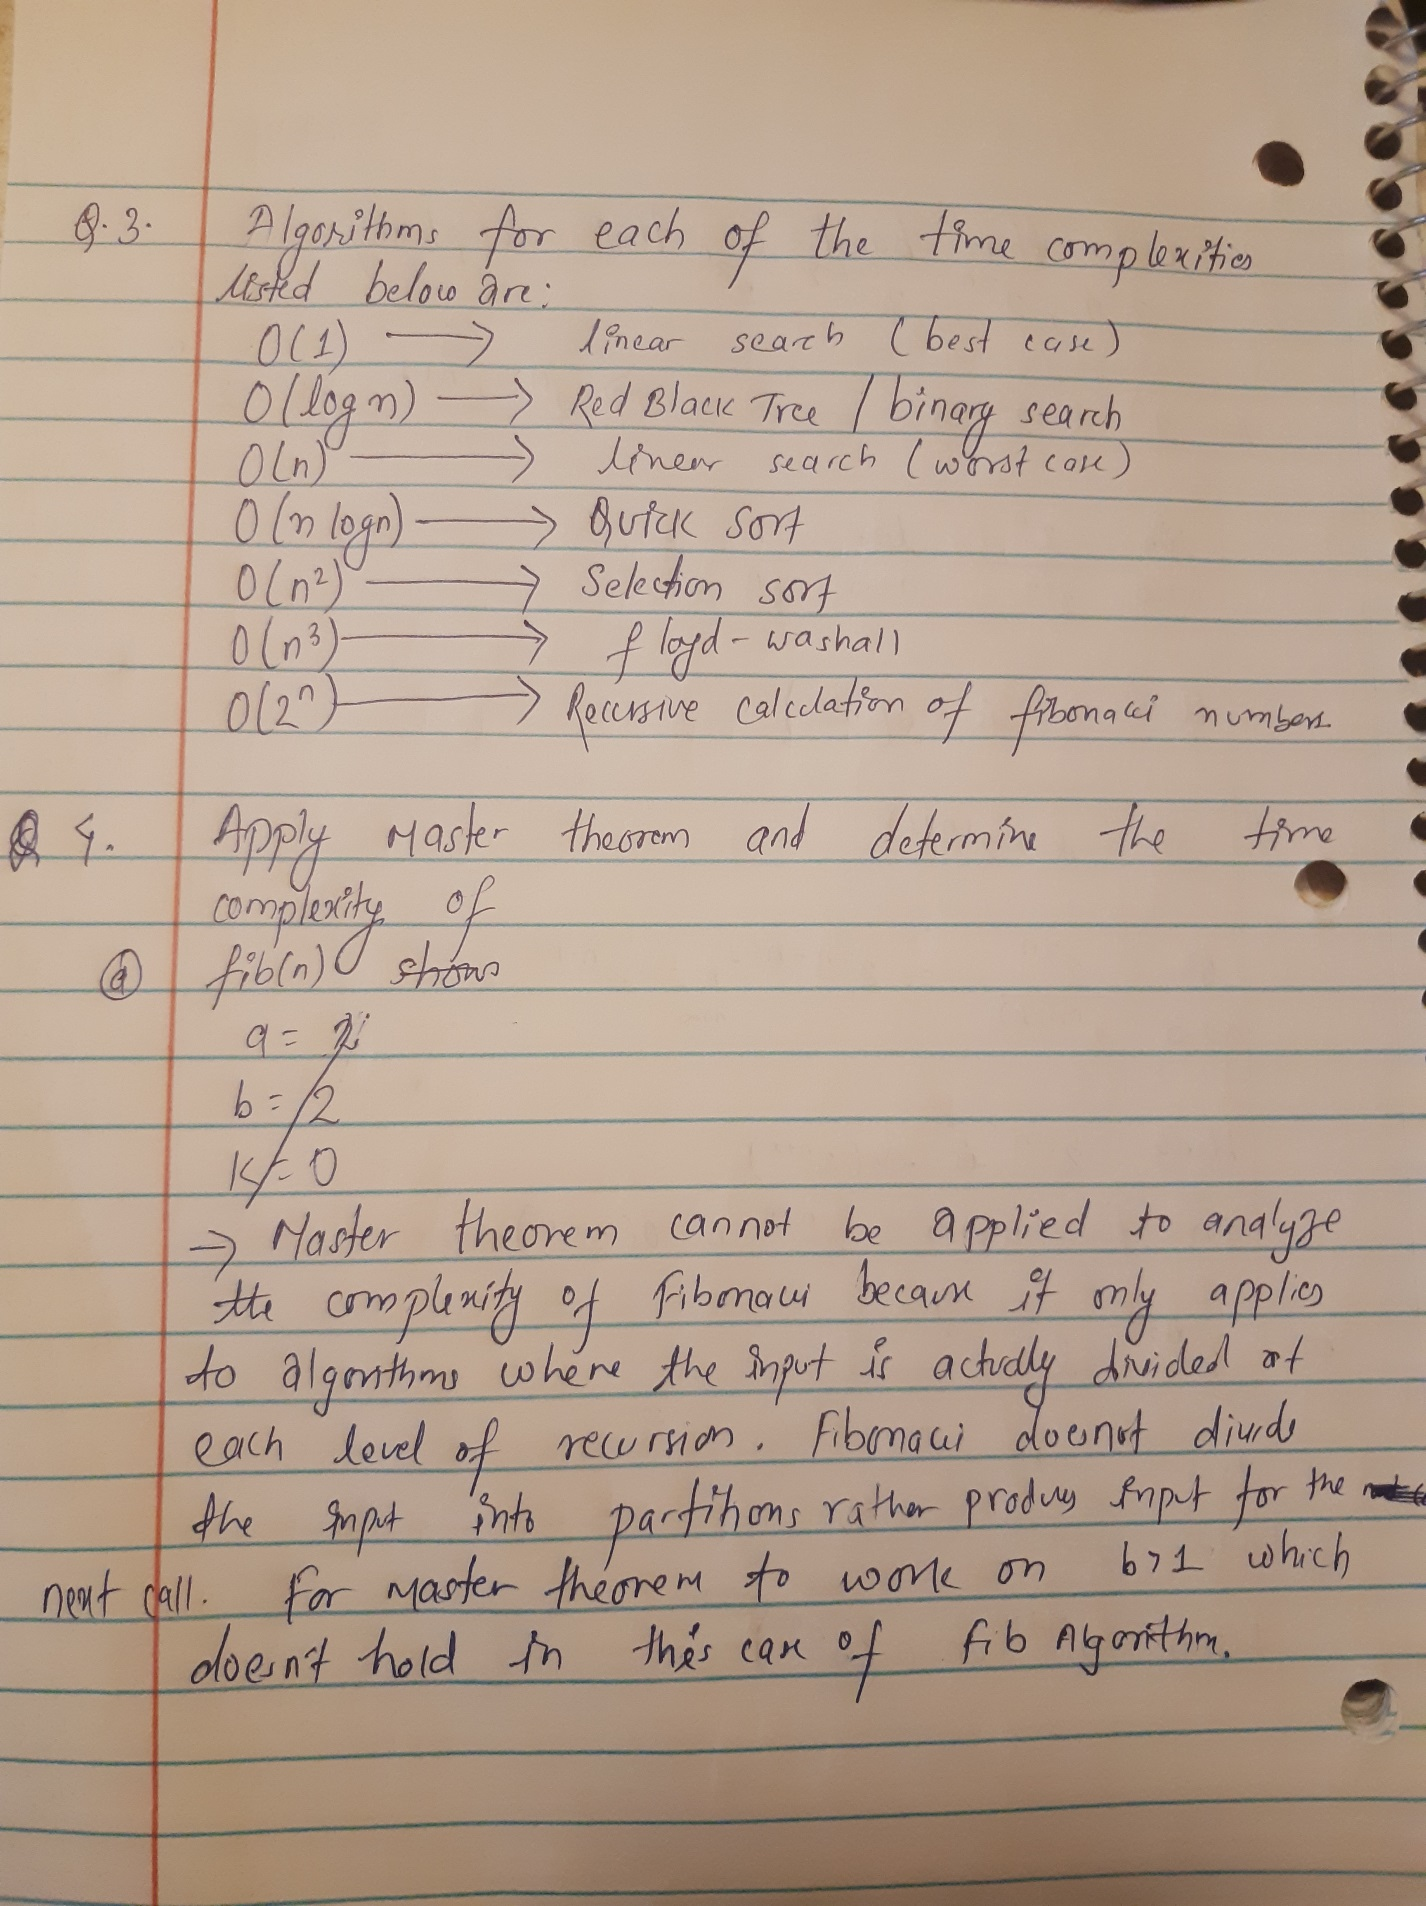 Q.3. Algorithms for each of the time complexities
listed below are:
O(1) → linear search (best case)
O(log n) → Red Black Tree / binary search
O(n) → linear search (worst case)
O(n logn) → Quick sort
O(n²) → Selection sort
O(n³) → floyd-washall
O(2ⁿ) → Recursive calculation of fibonacci numbers
Q 4. Apply Master theorem and determine the time
complexity of
(a) fib(n) shows
a =
b = 2
K = 0
→ Master theorem cannot be applied to analyze
the complexity of Fibonacci because it only applies
to algorithms where the input is actually divided at
each level of recursion. Fibonacci doesnot divide
the input into partitions rather produces input for the
next call. For Master theorem to work on b>1 which
doesn't hold in this case of fib Algorithm.